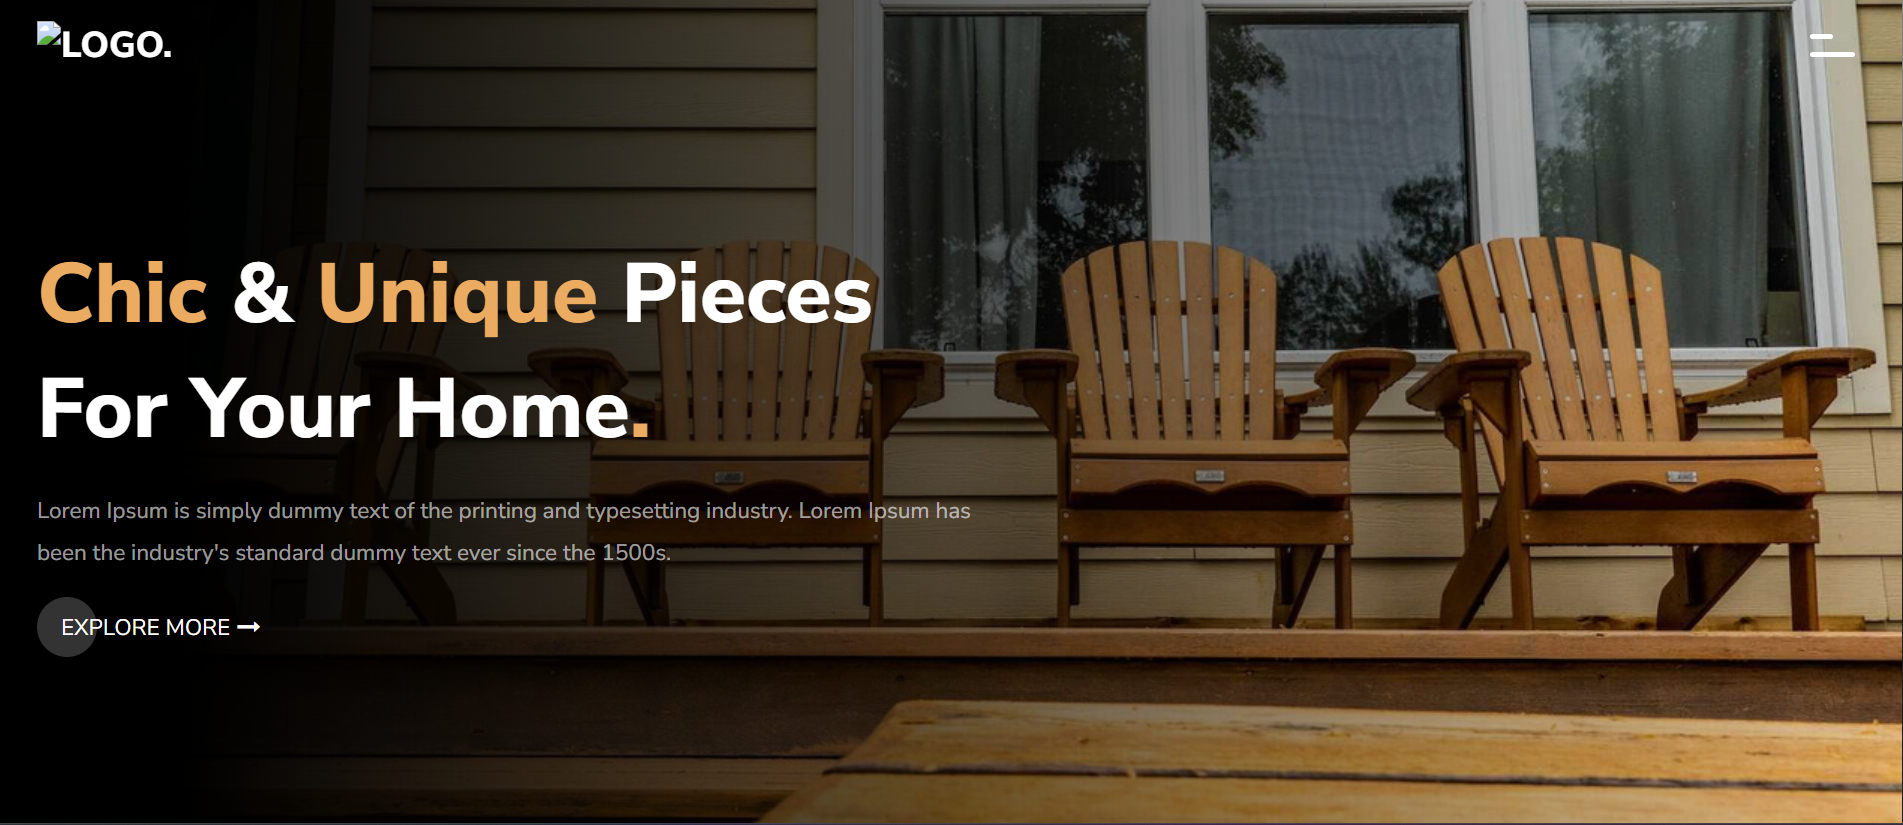 LOGO.
Chic & Unique Pieces
For Your Home.
Lorem Ipsum is simply dummy text of the printing and typesetting industry. Lorem Ipsum has
been the industry's standard dummy text ever since the 1500s.
EXPLORE MORE